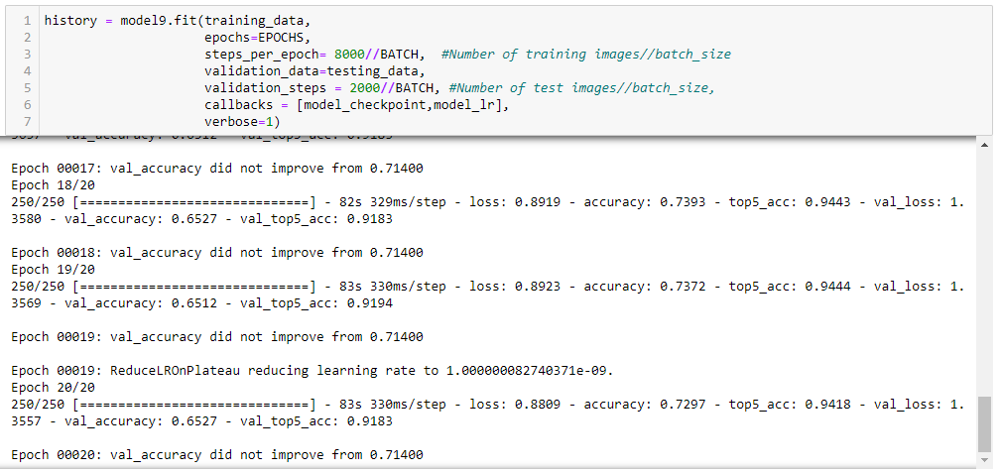 1 history = model9.fit(training_data,
2 epochs=EPOCHS,
3 steps_per_epoch= 8000//BATCH, #Number of training images//batch_size
4 validation_data=testing_data,
5 validation_steps = 2000//BATCH, #Number of test images//batch_size,
6 callbacks = [model_checkpoint,model_lr],
7 verbose=1)
Epoch 00017: val_accuracy did not improve from 0.71400
Epoch 18/20
250/250 [==============================] - 82s 329ms/step - loss: 0.8919 - accuracy: 0.7393 - top5_acc: 0.9443 - val_loss: 1.
3580 - val_accuracy: 0.6527 - val_top5_acc: 0.9183
Epoch 00018: val_accuracy did not improve from 0.71400
Epoch 19/20
250/250 [==============================] - 83s 330ms/step - loss: 0.8923 - accuracy: 0.7372 - top5_acc: 0.9444 - val_loss: 1.
3569 - val_accuracy: 0.6512 - val_top5_acc: 0.9194
Epoch 00019: val_accuracy did not improve from 0.71400
Epoch 00019: ReduceLROnPlateau reducing learning rate to 1.000000082740371e-09.
Epoch 20/20
250/250 [==============================] - 83s 330ms/step - loss: 0.8809 - accuracy: 0.7297 - top5_acc: 0.9418 - val_loss: 1.
3557 - val_accuracy: 0.6527 - val_top5_acc: 0.9183
Epoch 00020: val_accuracy did not improve from 0.71400